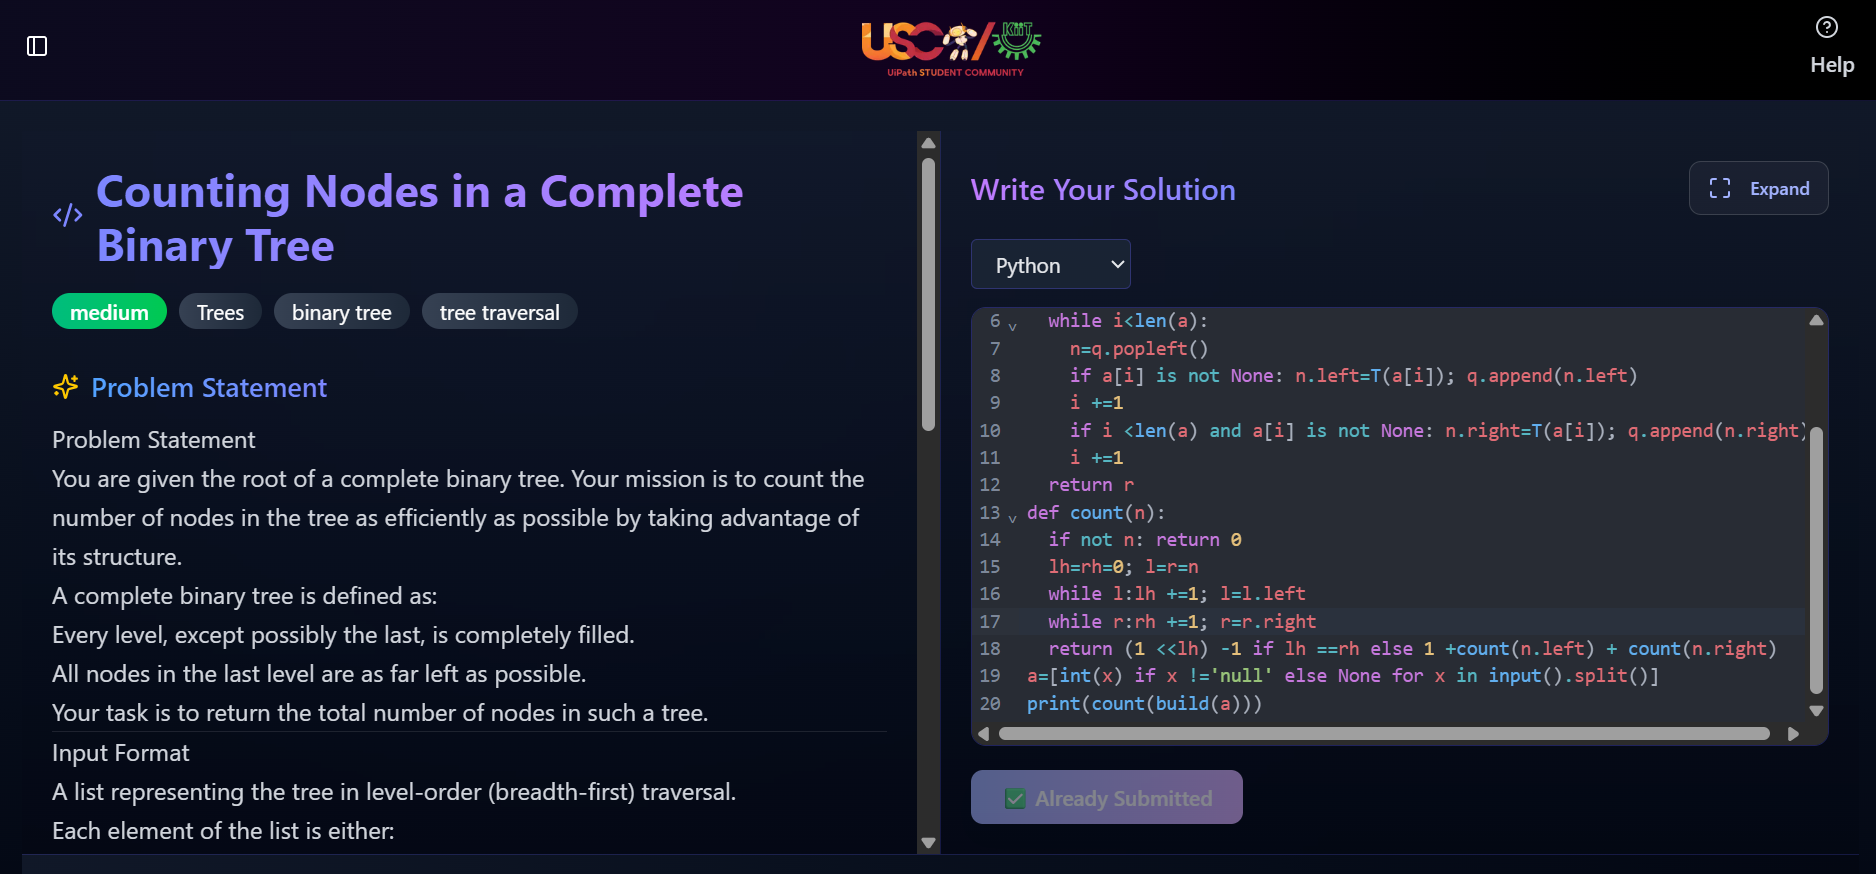 USC/KiiT
UiPath STUDENT COMMUNITY
Help
Counting Nodes in a Complete
Binary Tree
medium
Trees
binary tree
tree traversal
Problem Statement
Problem Statement
You are given the root of a complete binary tree. Your mission is to count the
number of nodes in the tree as efficiently as possible by taking advantage of
its structure.
A complete binary tree is defined as:
Every level, except possibly the last, is completely filled.
All nodes in the last level are as far left as possible.
Your task is to return the total number of nodes in such a tree.
Input Format
A list representing the tree in level-order (breadth-first) traversal.
Each element of the list is either:
Write Your Solution
Expand
Python
6 while i<len(a):
7 n=q.popleft()
8 if a[i] is not None: n.left=T(a[i]); q.append(n.left)
9 i +=1
10 if i <len(a) and a[i] is not None: n.right=T(a[i]); q.append(n.right)
11 i +=1
12 return r
13 def count(n):
14 if not n: return 0
15 lh=rh=0; l=r=n
16 while l:lh +=1; l=l.left
17 while r:rh +=1; r=r.right
18 return (1 <<lh) -1 if lh ==rh else 1 +count(n.left) + count(n.right)
19 a=[int(x) if x !='null' else None for x in input().split()]
20 print(count(build(a)))
Already Submitted